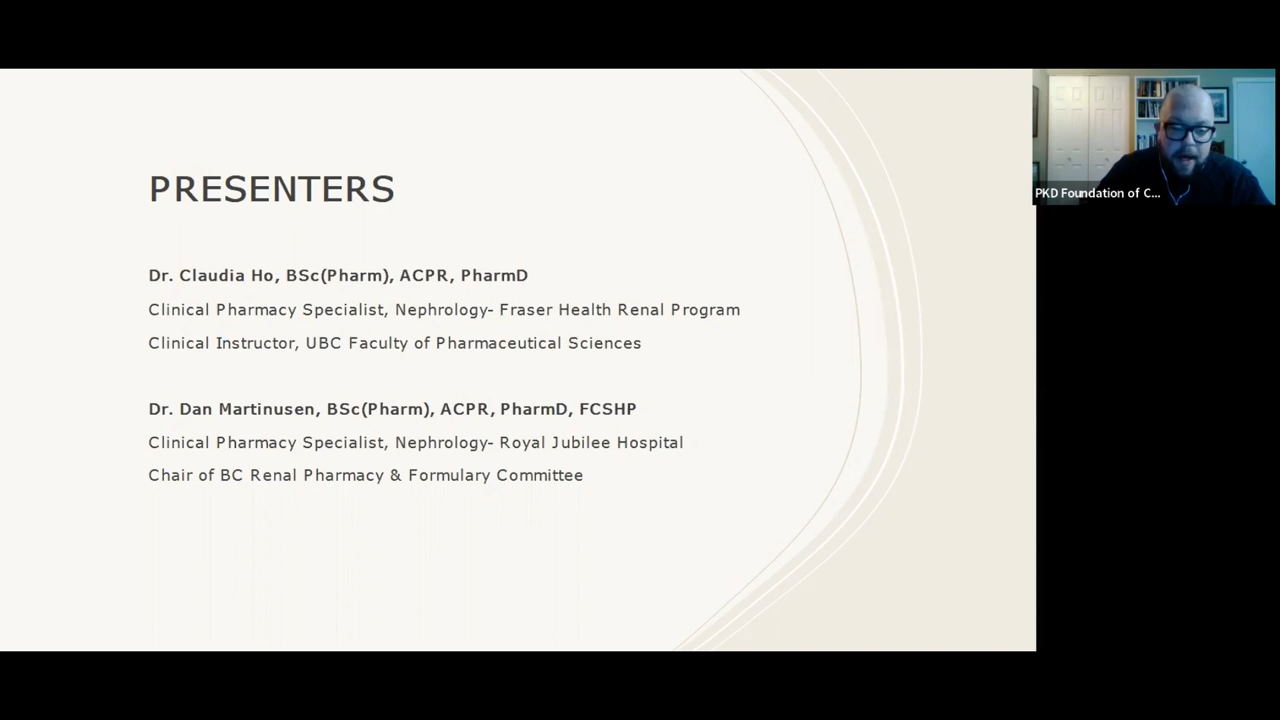 PRESENTERS
Dr. Claudia Ho, BSc(Pharm), ACPR, PharmD
Clinical Pharmacy Specialist, Nephrology- Fraser Health Renal Program
Clinical Instructor, UBC Faculty of Pharmaceutical Sciences
Dr. Dan Martinusen, BSc(Pharm), ACPR, PharmD, FCSHP
Clinical Pharmacy Specialist, Nephrology- Royal Jubilee Hospital
Chair of BC Renal Pharmacy & Formulary Committee
PKD Foundation of C...